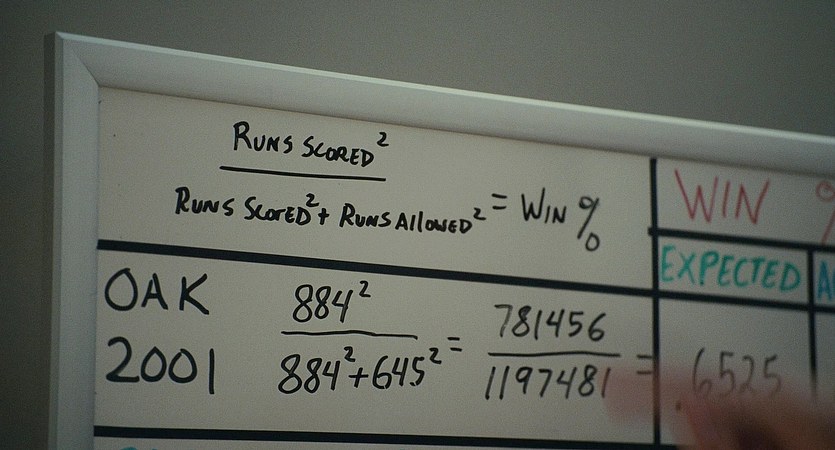 RUNS SCORED²
RUNS SCORED² + RUNS ALLOWED² = WIN %
WIN %
EXPECTED
OAK
2001
884²
884² + 645² =
781456
1197481 =
.6525